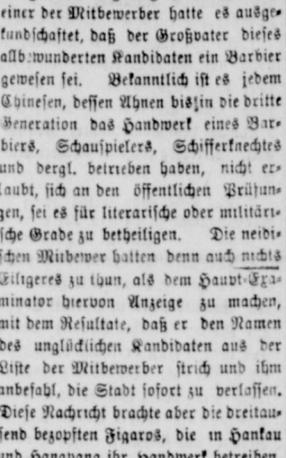 einer der Mitbewerber hatte es ausge-
kundschaftet, daß der Großvater dieses
allbewunderten Kandidaten ein Barbier
gewesen sei. Bekanntlich ist es jedem
Chinesen, dessen Ahnen bis in die dritte
Generation das Handwerk eines Bar-
biers, Schauspielers, Schifferknechtes
und dergl. betrieben haben, nicht er-
laubt, sich an den öffentlichen Prüfun-
gen, sei es für literarische oder militäri-
sche Grade zu betheiligen. Die neidi-
schen Mitbewer hatten denn auch nichts
Eiligeres zu thun, als dem Haupt-Exa-
minator hiervon Anzeige zu machen,
mit dem Resultate, daß er den Namen
des unglücklichen Kandidaten aus der
Liste der Mitbewerber strich und ihm
anbefahl, die Stadt sofort zu verlassen.
Diese Nachricht brachte aber die dreitau-
send bezopften Figaros, die in Hankau
und Hanyang ihr Handwerk betreiben,